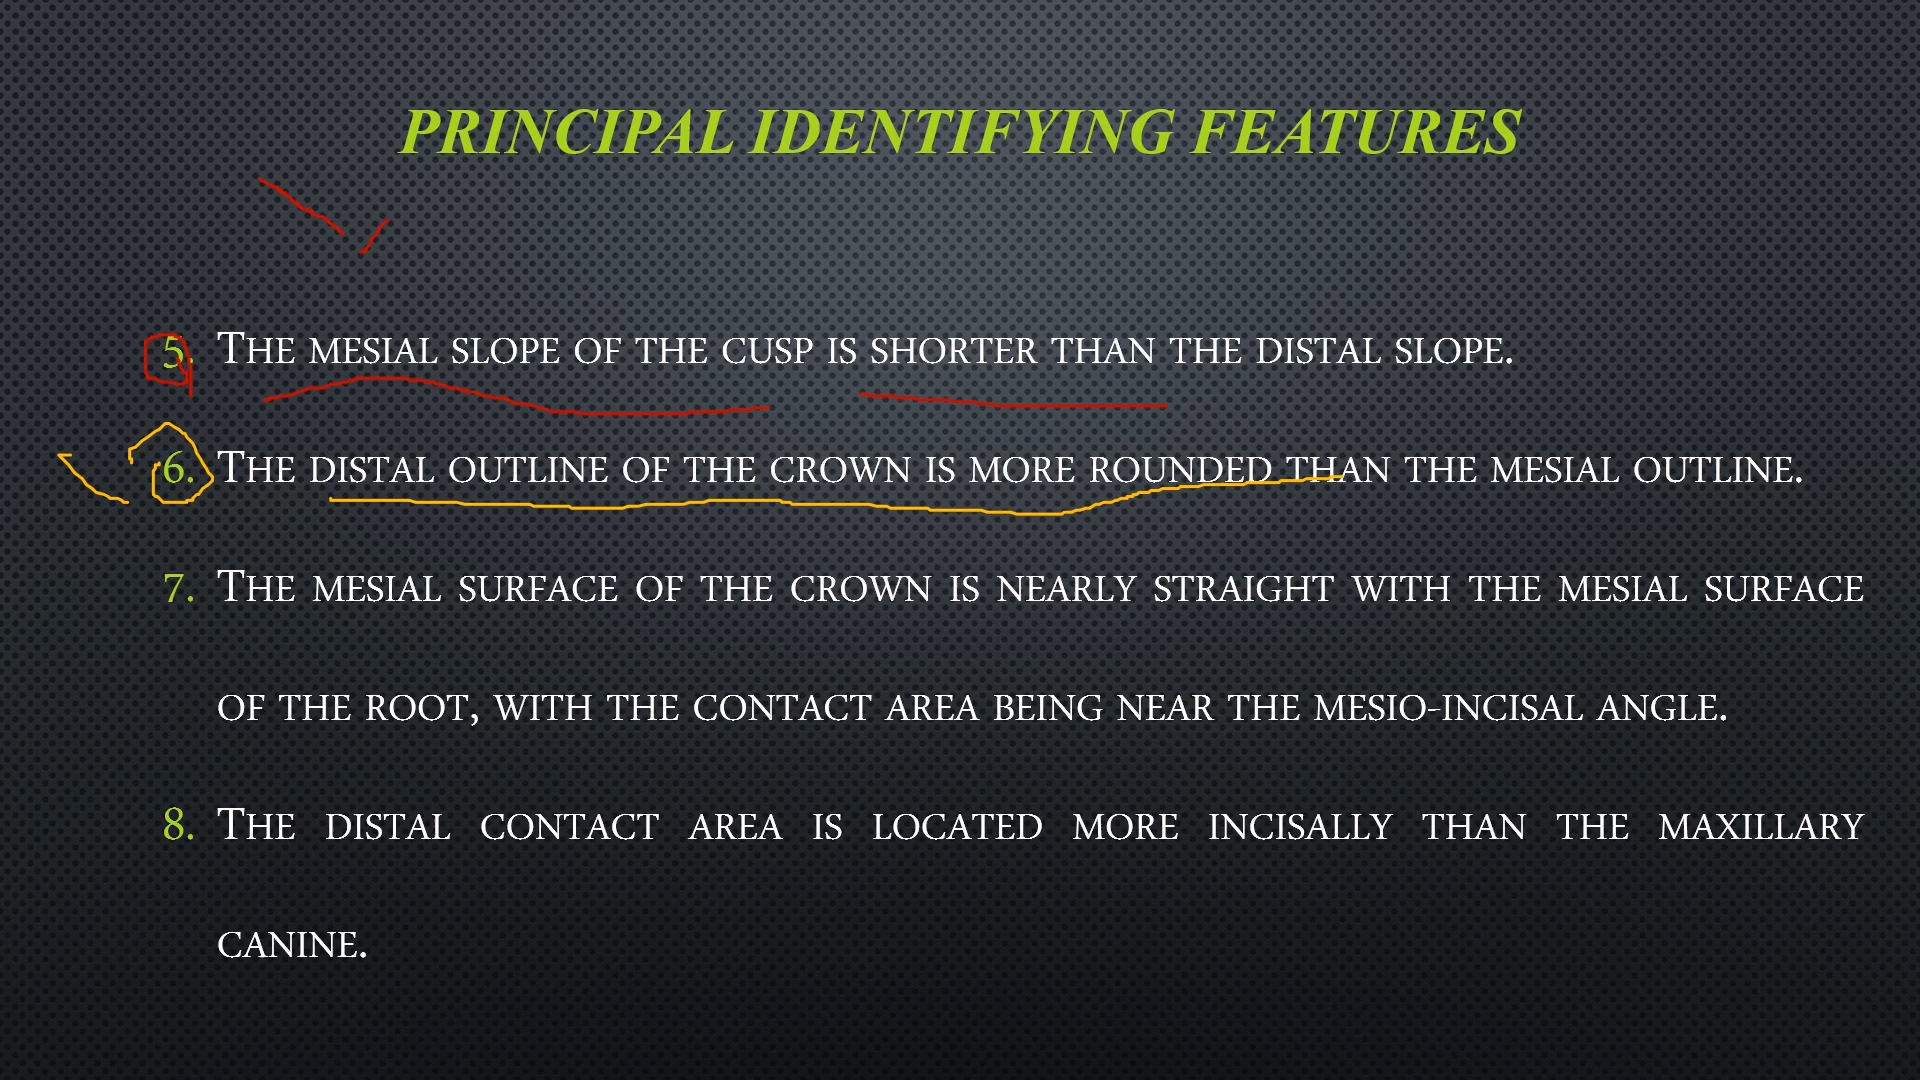 PRINCIPAL IDENTIFYING FEATURES
5. THE MESIAL SLOPE OF THE CUSP IS SHORTER THAN THE DISTAL SLOPE.
6. THE DISTAL OUTLINE OF THE CROWN IS MORE ROUNDED THAN THE MESIAL OUTLINE.
7. THE MESIAL SURFACE OF THE CROWN IS NEARLY STRAIGHT WITH THE MESIAL SURFACE
OF THE ROOT, WITH THE CONTACT AREA BEING NEAR THE MESIO-INCISAL ANGLE.
8. THE DISTAL CONTACT AREA IS LOCATED MORE INCISALLY THAN THE MAXILLARY
CANINE.